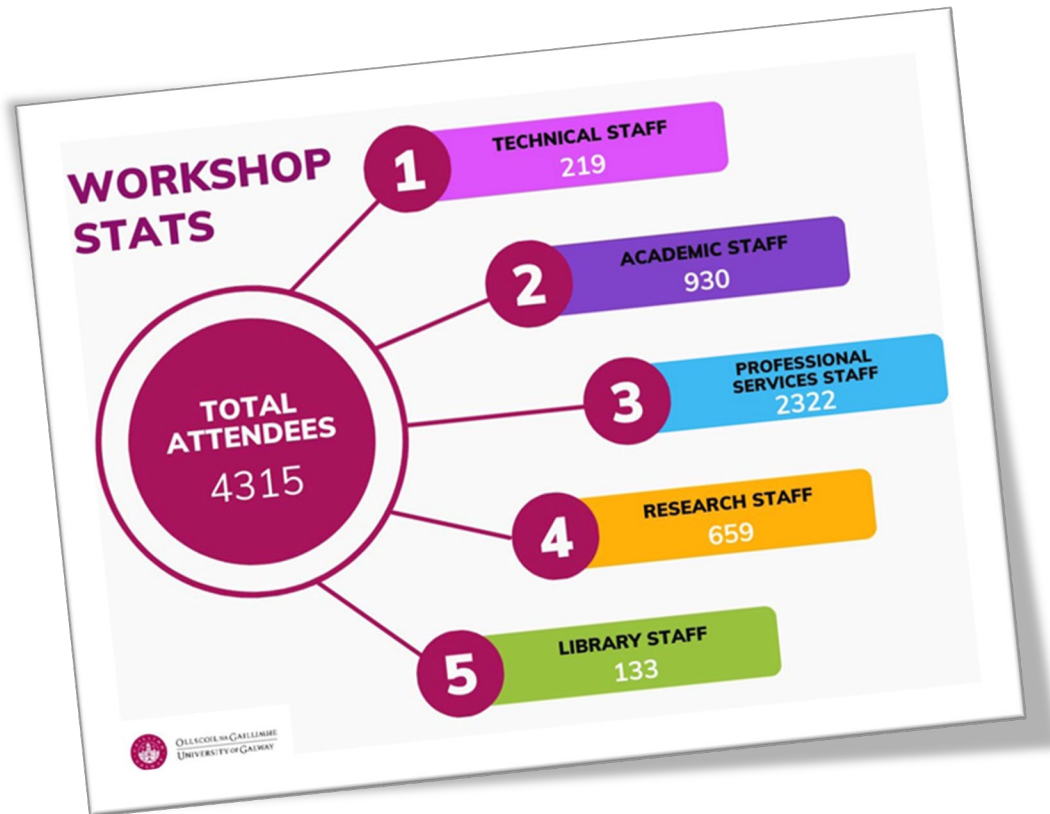 WORKSHOP
STATS
1
TECHNICAL STAFF
219
2
ACADEMIC STAFF
930
3
PROFESSIONAL
SERVICES STAFF
2322
TOTAL
ATTENDEES
4315
4
RESEARCH STAFF
659
5
LIBRARY STAFF
133
OLLSCOIL NA GAILLIMHE
UNIVERSITY OF GALWAY